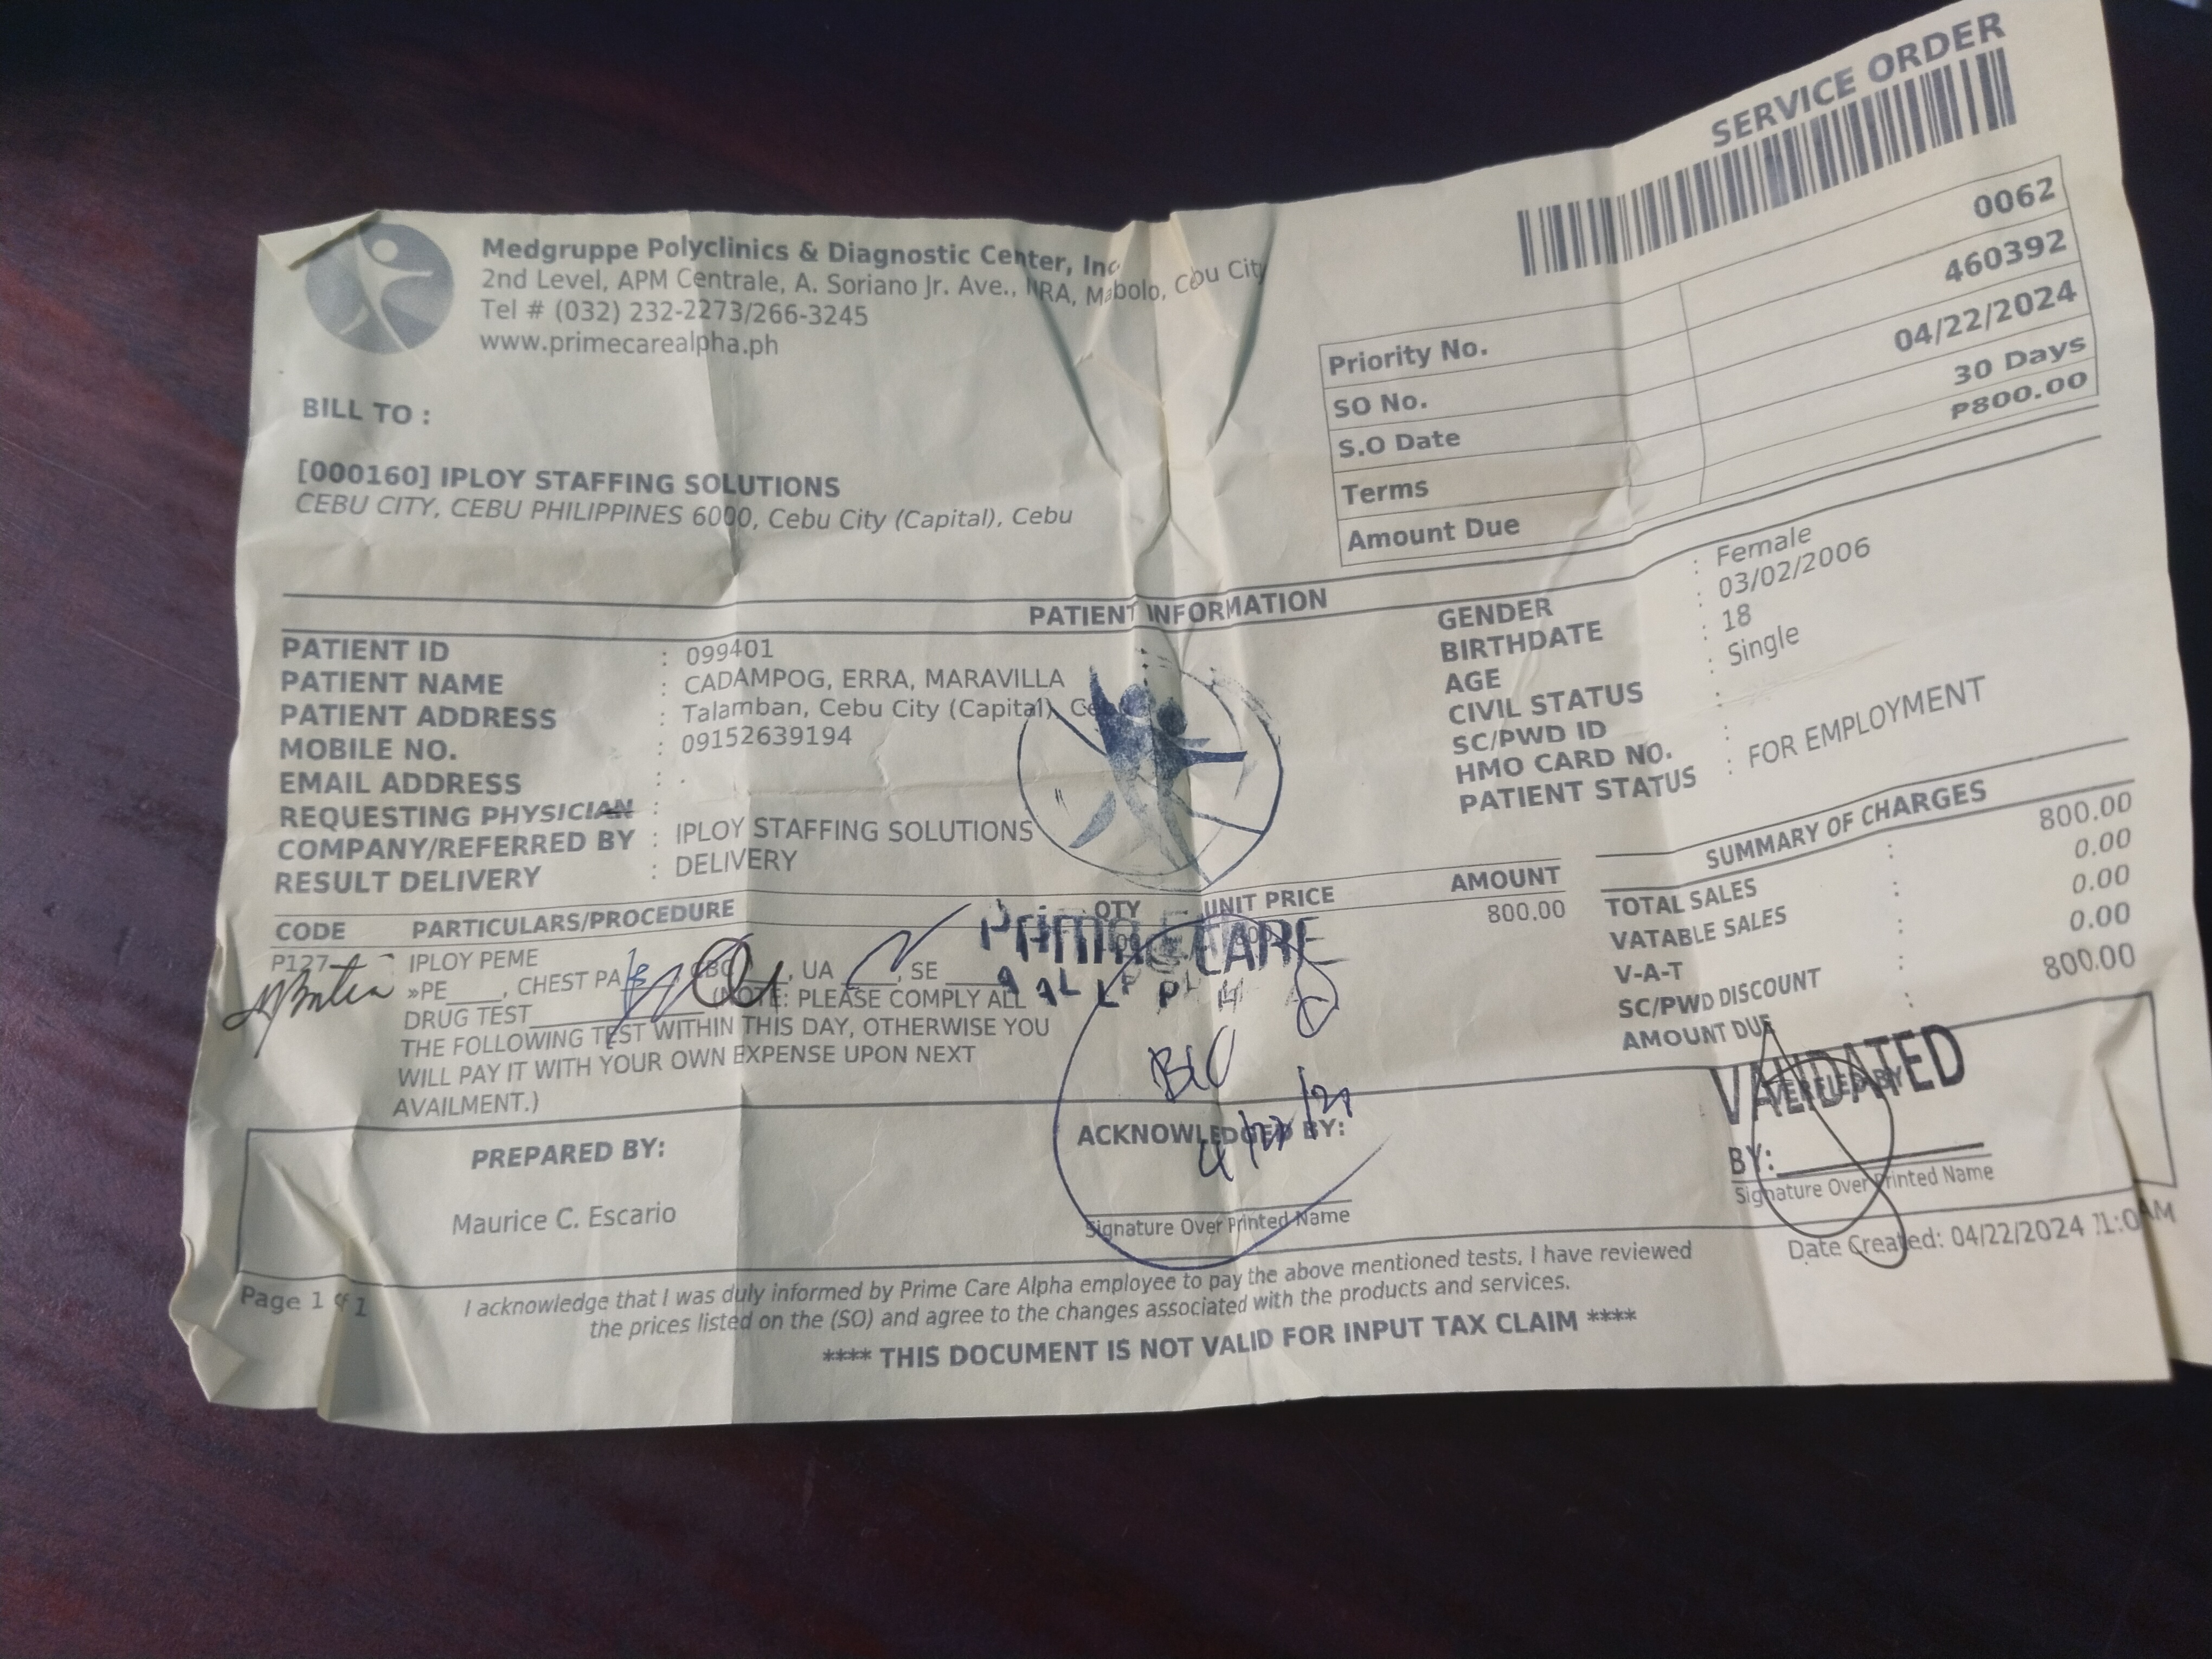 SERVICE ORDER
Medgruppe Polyclinics & Diagnostic Center, Inc
2nd Level, APM Centrale, A. Soriano Jr. Ave., NRA, Mabolo, Cebu City
Tel # (032) 232-2273/266-3245
www.primecarealpha.ph
Priority No. 0062
SO No. 460392
S.O Date 04/22/2024
Terms 30 Days
Amount Due P800.00
BILL TO :
[000160] IPLOY STAFFING SOLUTIONS
CEBU CITY, CEBU PHILIPPINES 6000, Cebu City (Capital), Cebu
PATIENT INFORMATION
PATIENT ID : 099401
PATIENT NAME : CADAMPOG, ERRA, MARAVILLA
PATIENT ADDRESS : Talamban, Cebu City (Capital),
MOBILE NO. : 09152639194
EMAIL ADDRESS : .
REQUESTING PHYSICIAN :
COMPANY/REFERRED BY : IPLOY STAFFING SOLUTIONS
RESULT DELIVERY : DELIVERY
GENDER : Female
BIRTHDATE : 03/02/2006
AGE : 18
CIVIL STATUS : Single
SC/PWD ID :
HMO CARD NO. :
PATIENT STATUS : FOR EMPLOYMENT
CODE PARTICULARS/PROCEDURE QTY UNIT PRICE AMOUNT
P127 IPLOY PEME 800.00
»PE____, CHEST PA , CBC , UA , SE
DRUG TEST (NOTE: PLEASE COMPLY ALL
THE FOLLOWING TEST WITHIN THIS DAY, OTHERWISE YOU
WILL PAY IT WITH YOUR OWN EXPENSE UPON NEXT
AVAILMENT.)
PRIME CARE
SUMMARY OF CHARGES
TOTAL SALES : 800.00
VATABLE SALES : 0.00
V-A-T : 0.00
SC/PWD DISCOUNT : 0.00
AMOUNT DUE : 800.00
PREPARED BY:
Maurice C. Escario
ACKNOWLEDGED BY:
Signature Over Printed Name
VALIDATED
VERIFIED BY
BY:
Signature Over Printed Name
Page 1 of 1
Date Created: 04/22/2024
I acknowledge that I was duly informed by Prime Care Alpha employee to pay the above mentioned tests, I have reviewed
the prices listed on the (SO) and agree to the changes associated with the products and services.
**** THIS DOCUMENT IS NOT VALID FOR INPUT TAX CLAIM ****